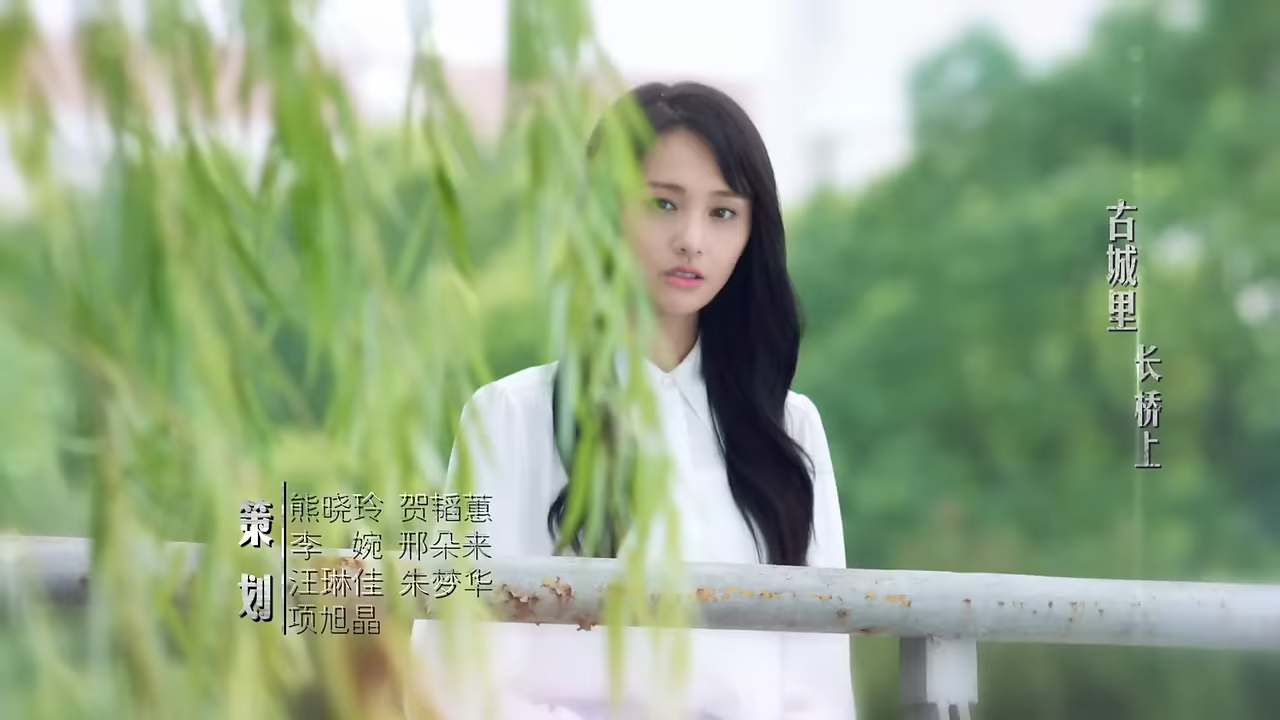 古城里
长桥上
策划
熊晓玲 贺韬蕙
李 婉 邢朵来
汪琳佳 朱梦华
项旭晶